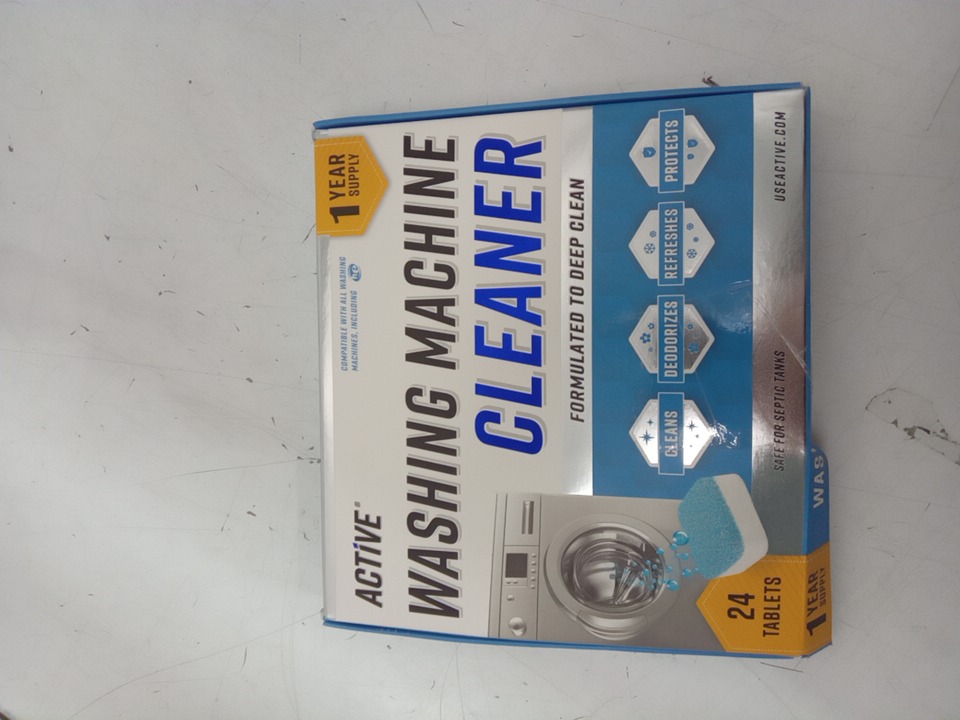 ACTIVE®
COMPATIBLE WITH ALL WASHING
MACHINES, INCLUDING HE
1 YEAR
SUPPLY
WASHING MACHINE
CLEANER
FORMULATED TO DEEP CLEAN
CLEANS
DEODORIZES
REFRESHES
PROTECTS
24
TABLETS
SAFE FOR SEPTIC TANKS
USEACTIVE.COM
1 YEAR
SUPPLY
WAS